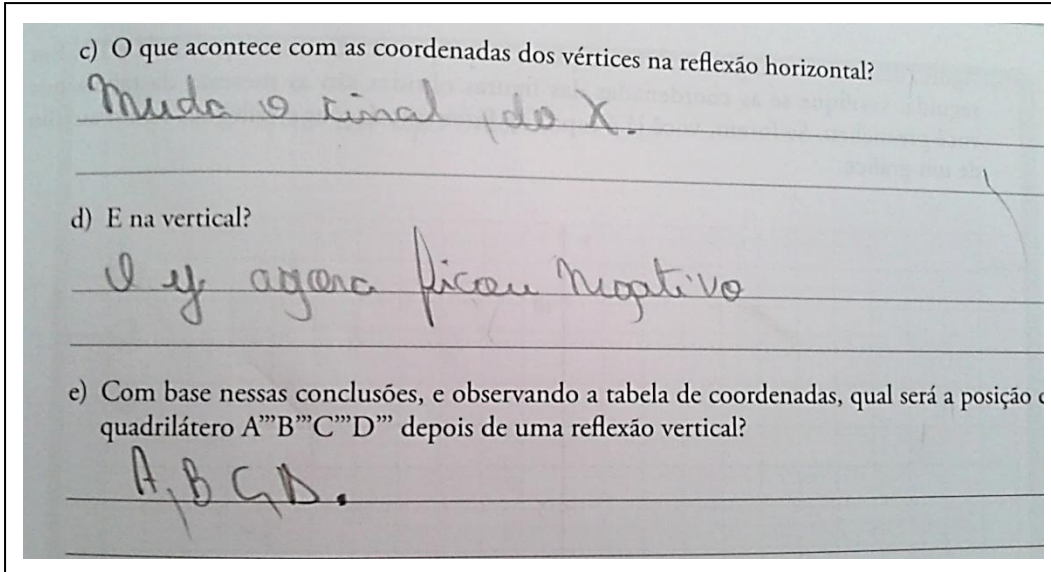 c) O que acontece com as coordenadas dos vértices na reflexão horizontal?
Muda o sinal do X.
d) E na vertical?
O y agora ficou negativo
e) Com base nessas conclusões, e observando a tabela de coordenadas, qual será a posição
quadrilátero A’’’B’’’C’’’D’’’ depois de uma reflexão vertical?
A, B C, D.